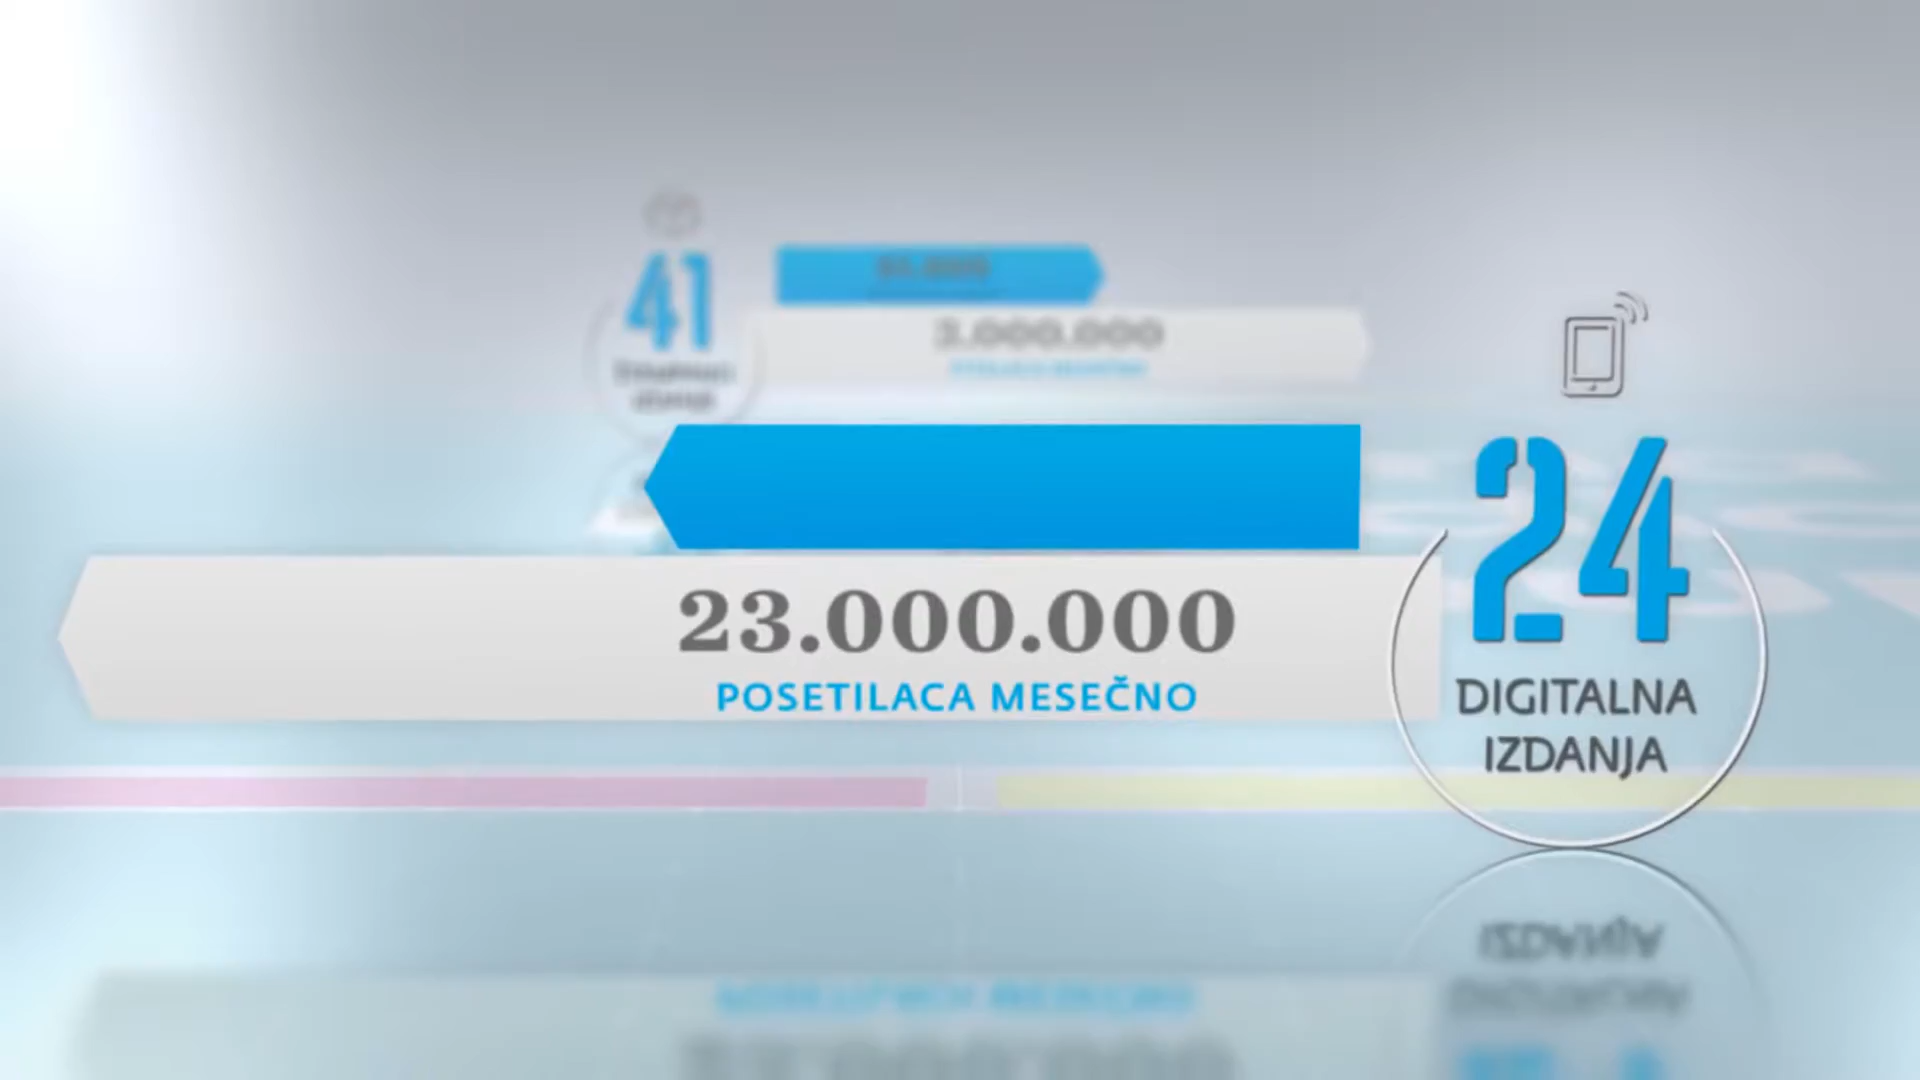 41
3.000.000
23.000.000
POSETILACA MESEČNO
24
DIGITALNA
IZDANJA